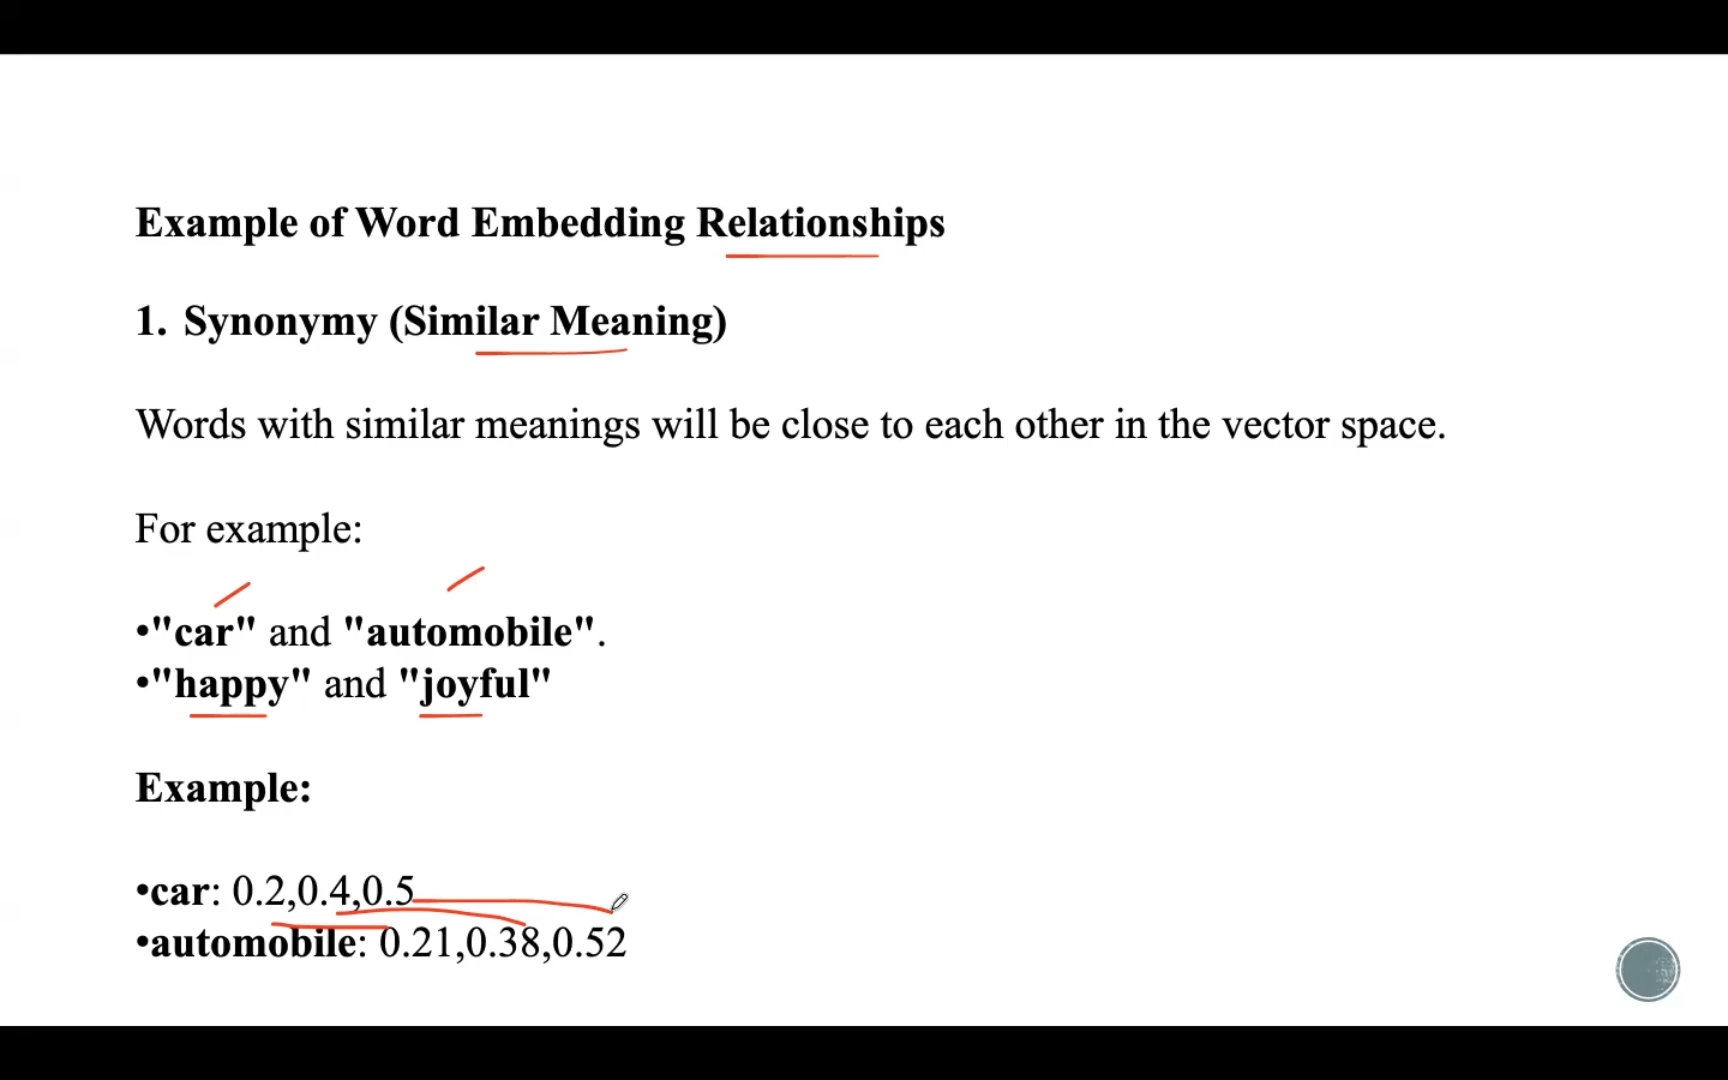 Example of Word Embedding Relationships
1. Synonymy (Similar Meaning)
Words with similar meanings will be close to each other in the vector space.
For example:
•"car" and "automobile".
•"happy" and "joyful"
Example:
•car: 0.2,0.4,0.5
•automobile: 0.21,0.38,0.52